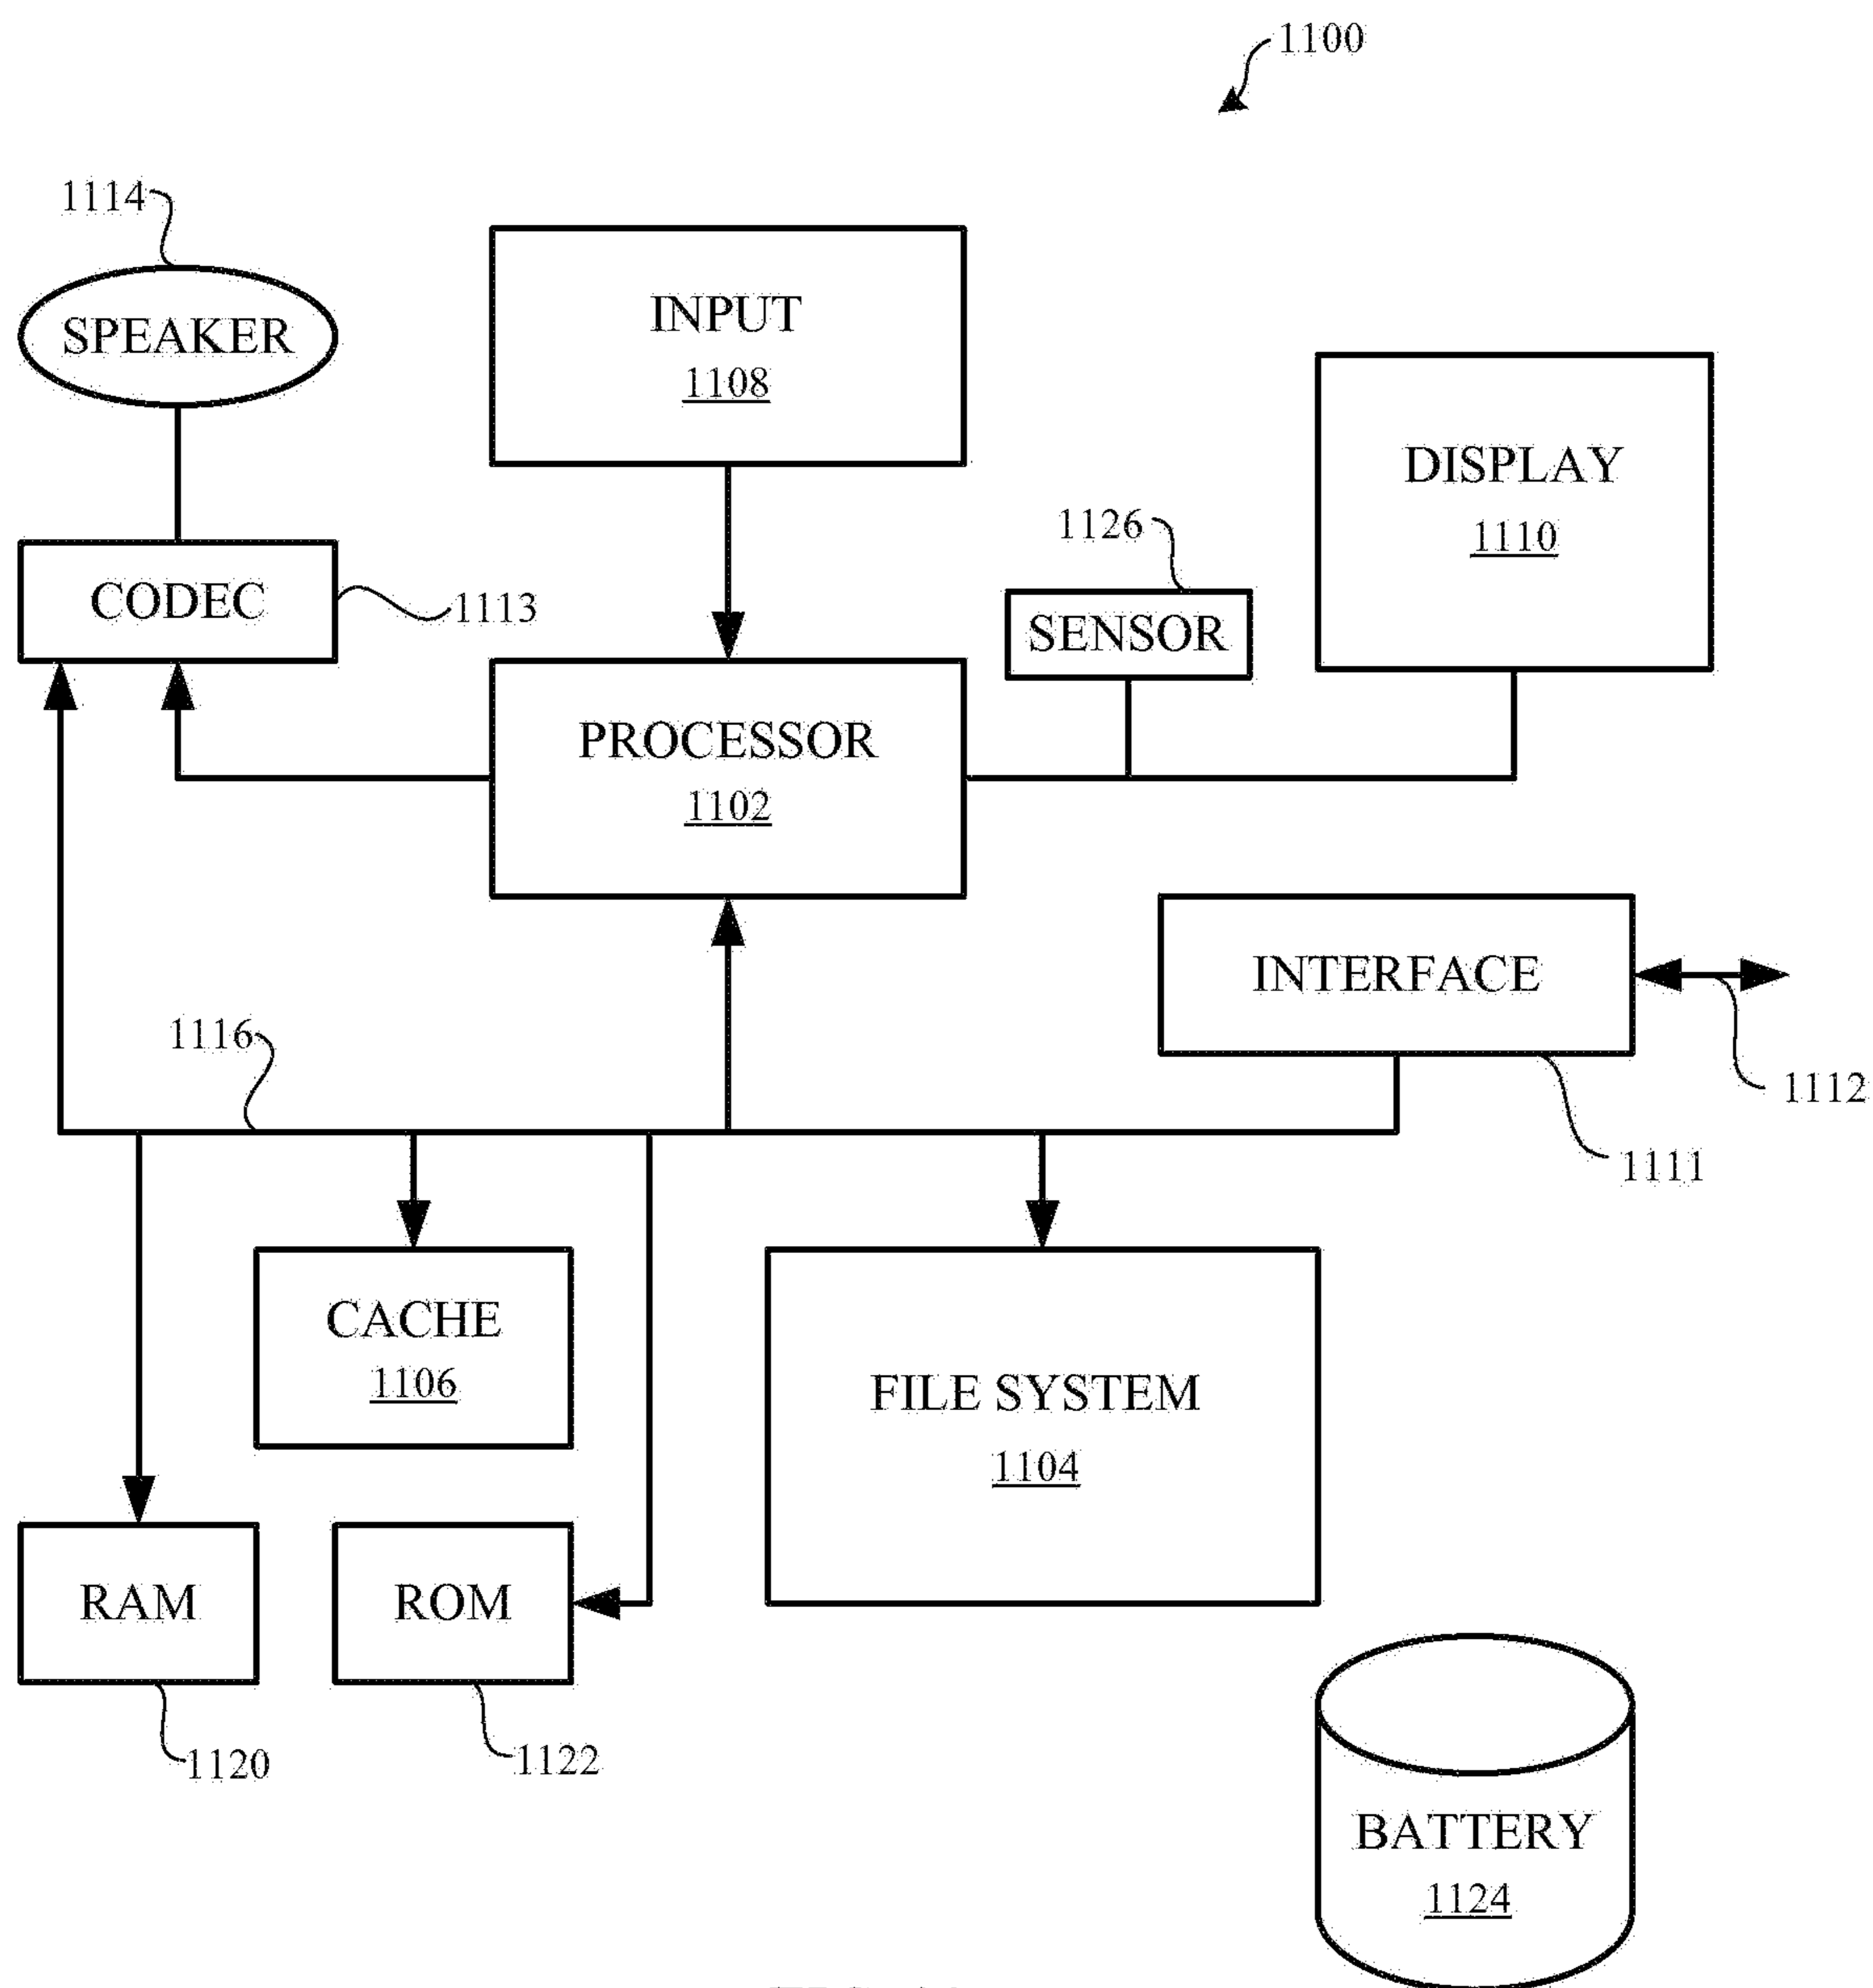 1100
1114
SPEAKER
INPUT
1108
DISPLAY
1110
1126
SENSOR
CODEC
1113
PROCESSOR
1102
INTERFACE
1112
1111
1116
CACHE
1106
FILE SYSTEM
1104
RAM
ROM
1120
1122
BATTERY
1124